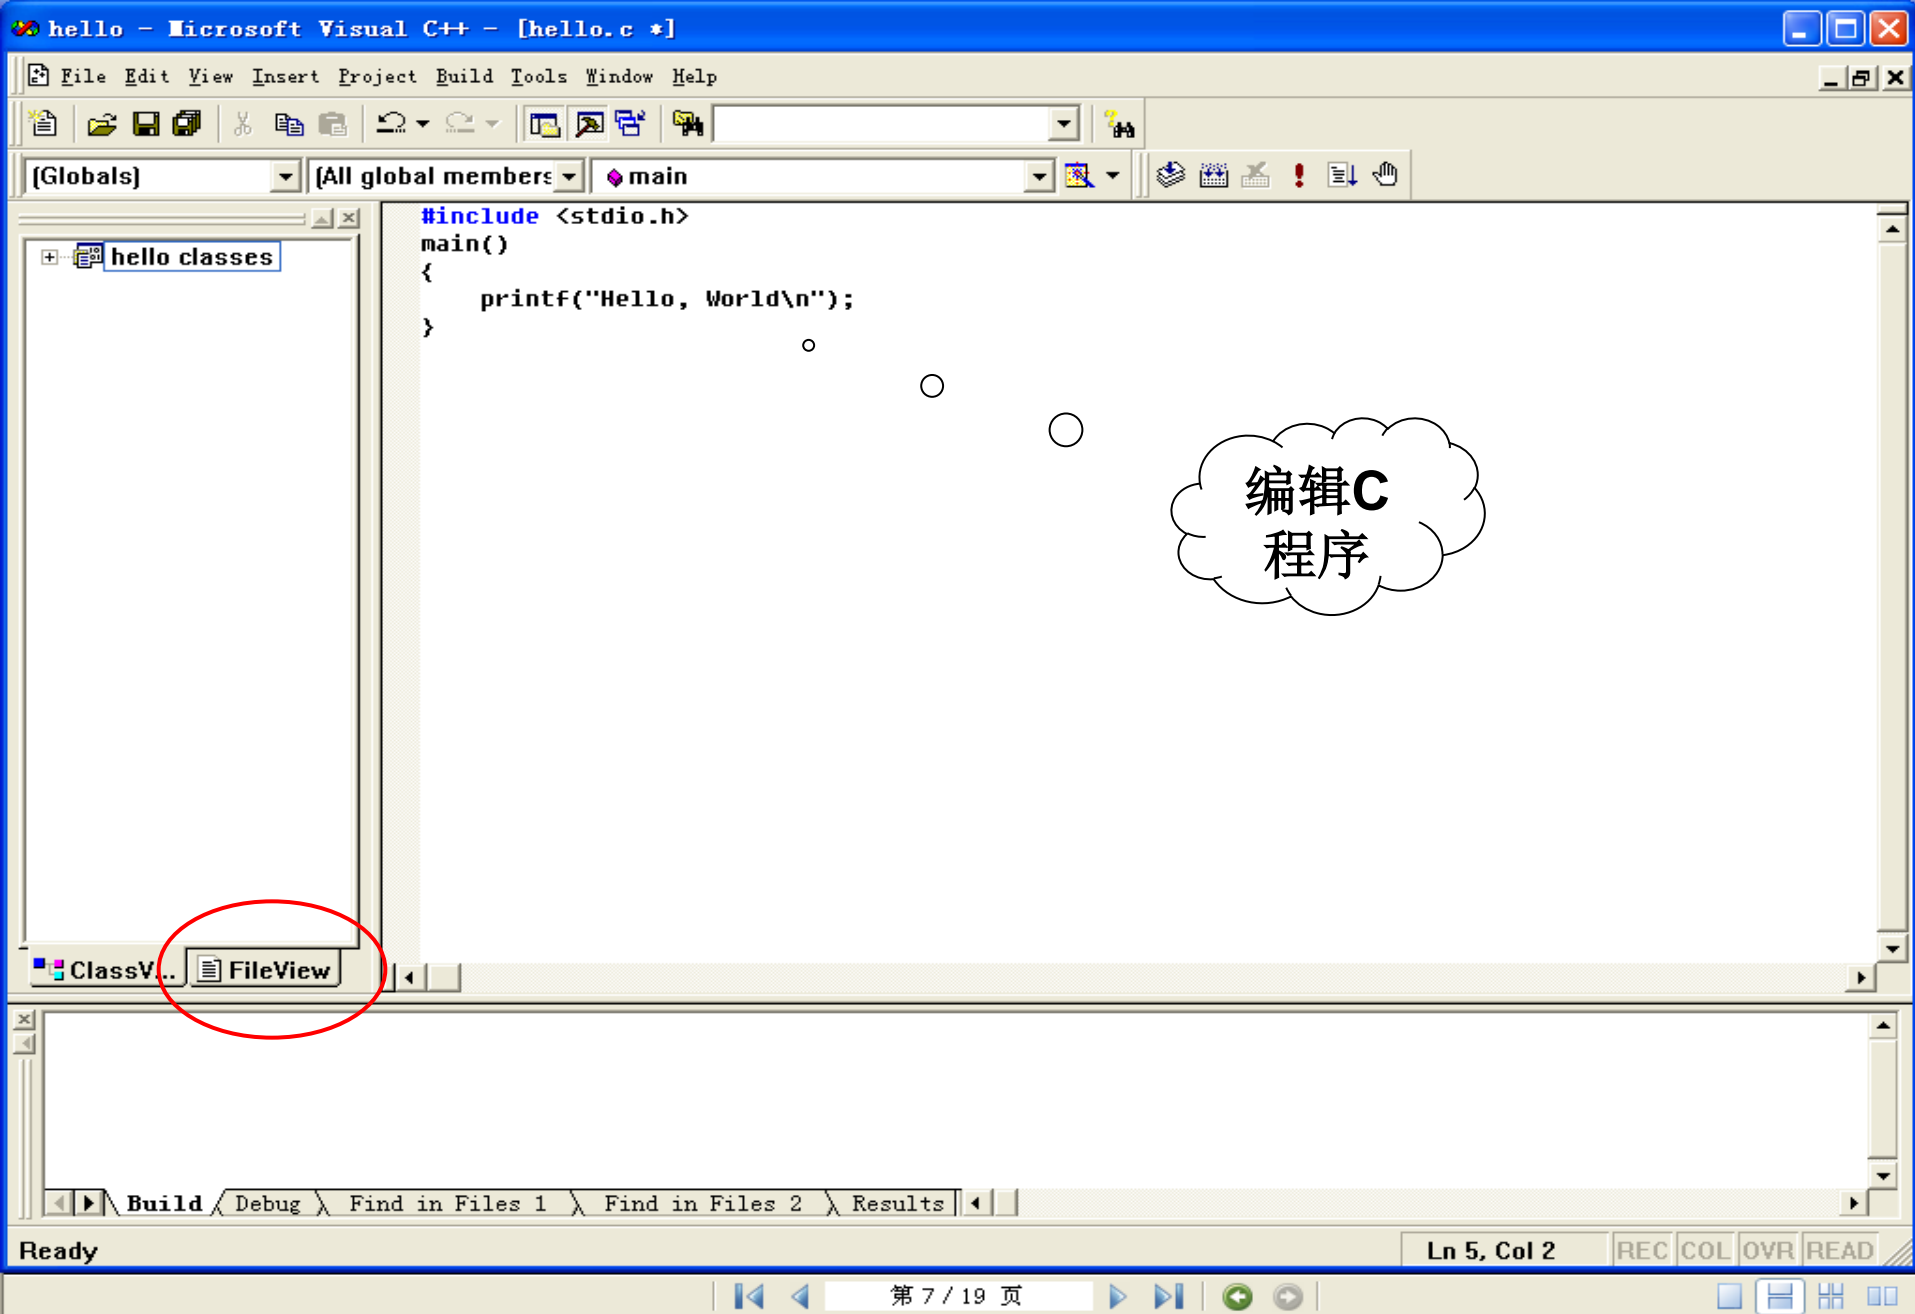 hello - Microsoft Visual C++ - [hello.c *]
File Edit View Insert Project Build Tools Window Help
(Globals) (All global members main
#include <stdio.h>
main()
{
printf("Hello, World\n");
}
hello classes
编辑C
程序
ClassV... FileView
Build Debug Find in Files 1 Find in Files 2 Results
Ready Ln 5, Col 2 REC COL OVR READ
第 7 / 19 页